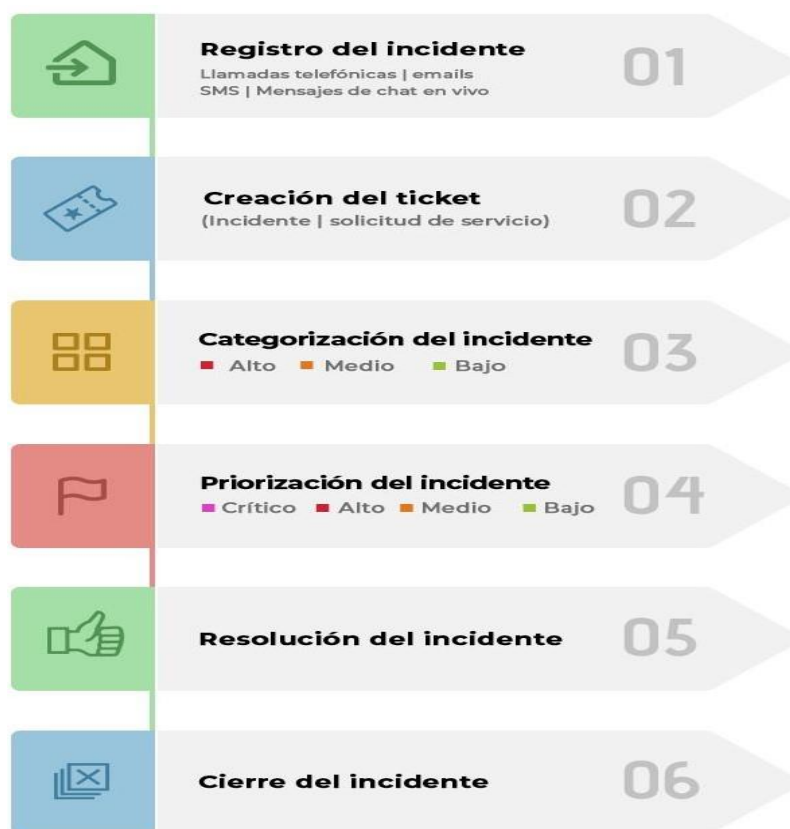 Registro del incidente
Llamadas telefónicas | emails
SMS | Mensajes de chat en vivo
01
Creación del ticket
(Incidente | solicitud de servicio)
02
Categorización del incidente
Alto Medio Bajo
03
Priorización del incidente
Crítico Alto Medio Bajo
04
Resolución del incidente
05
Cierre del incidente
06